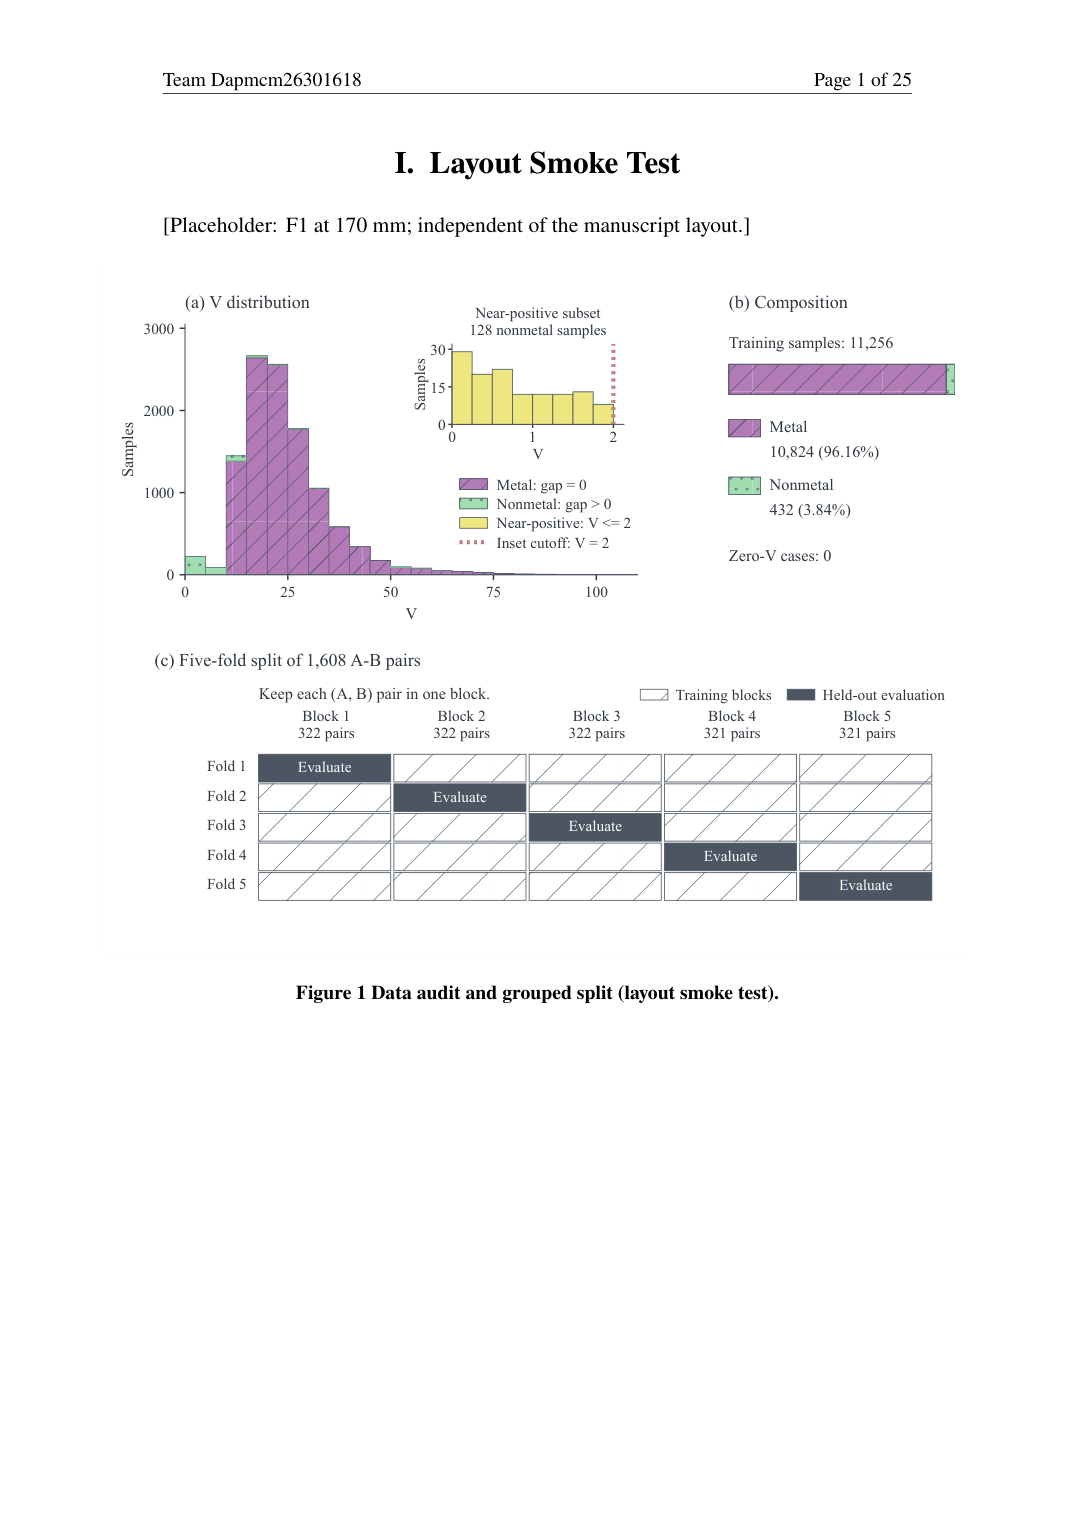 Team Dapmcm26301618 Page 1 of 25
I. Layout Smoke Test
[Placeholder: F1 at 170 mm; independent of the manuscript layout.]
(a) V distribution
Samples
3000
2000
1000
0
0 25 50 75 100
V
Near-positive subset
128 nonmetal samples
Samples
30
15
0
0 1 2
V
Metal: gap = 0
Nonmetal: gap > 0
Near-positive: V <= 2
Inset cutoff: V = 2
(b) Composition
Training samples: 11,256
Metal
10,824 (96.16%)
Nonmetal
432 (3.84%)
Zero-V cases: 0
(c) Five-fold split of 1,608 A-B pairs
Keep each (A, B) pair in one block.
Training blocks Held-out evaluation
Block 1 Block 2 Block 3 Block 4 Block 5
322 pairs 322 pairs 322 pairs 321 pairs 321 pairs
Fold 1 Evaluate
Fold 2 Evaluate
Fold 3 Evaluate
Fold 4 Evaluate
Fold 5 Evaluate
Figure 1 Data audit and grouped split (layout smoke test).